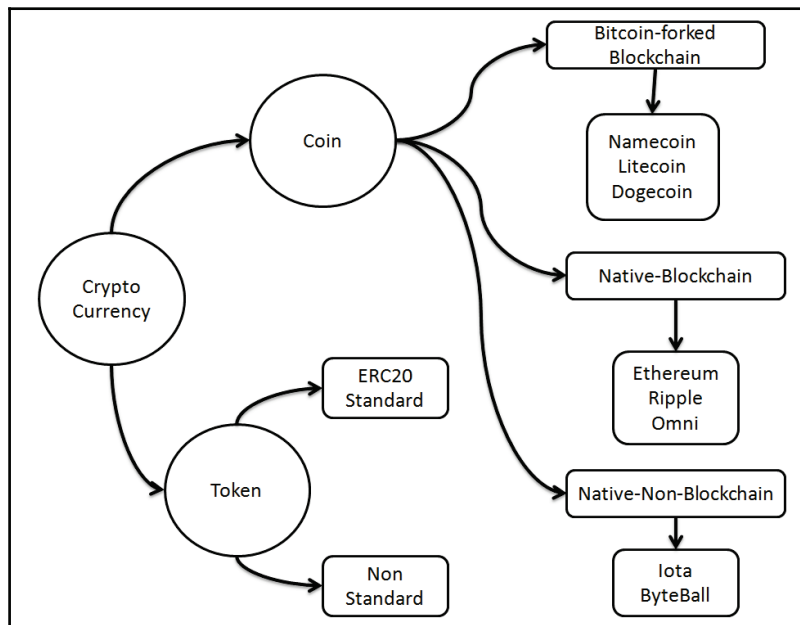 Bitcoin-forked
Blockchain
Coin
Namecoin
Litecoin
Dogecoin
Crypto
Currency
Native-Blockchain
ERC20
Standard
Ethereum
Ripple
Omni
Token
Native-Non-Blockchain
Non
Standard
Iota
ByteBall